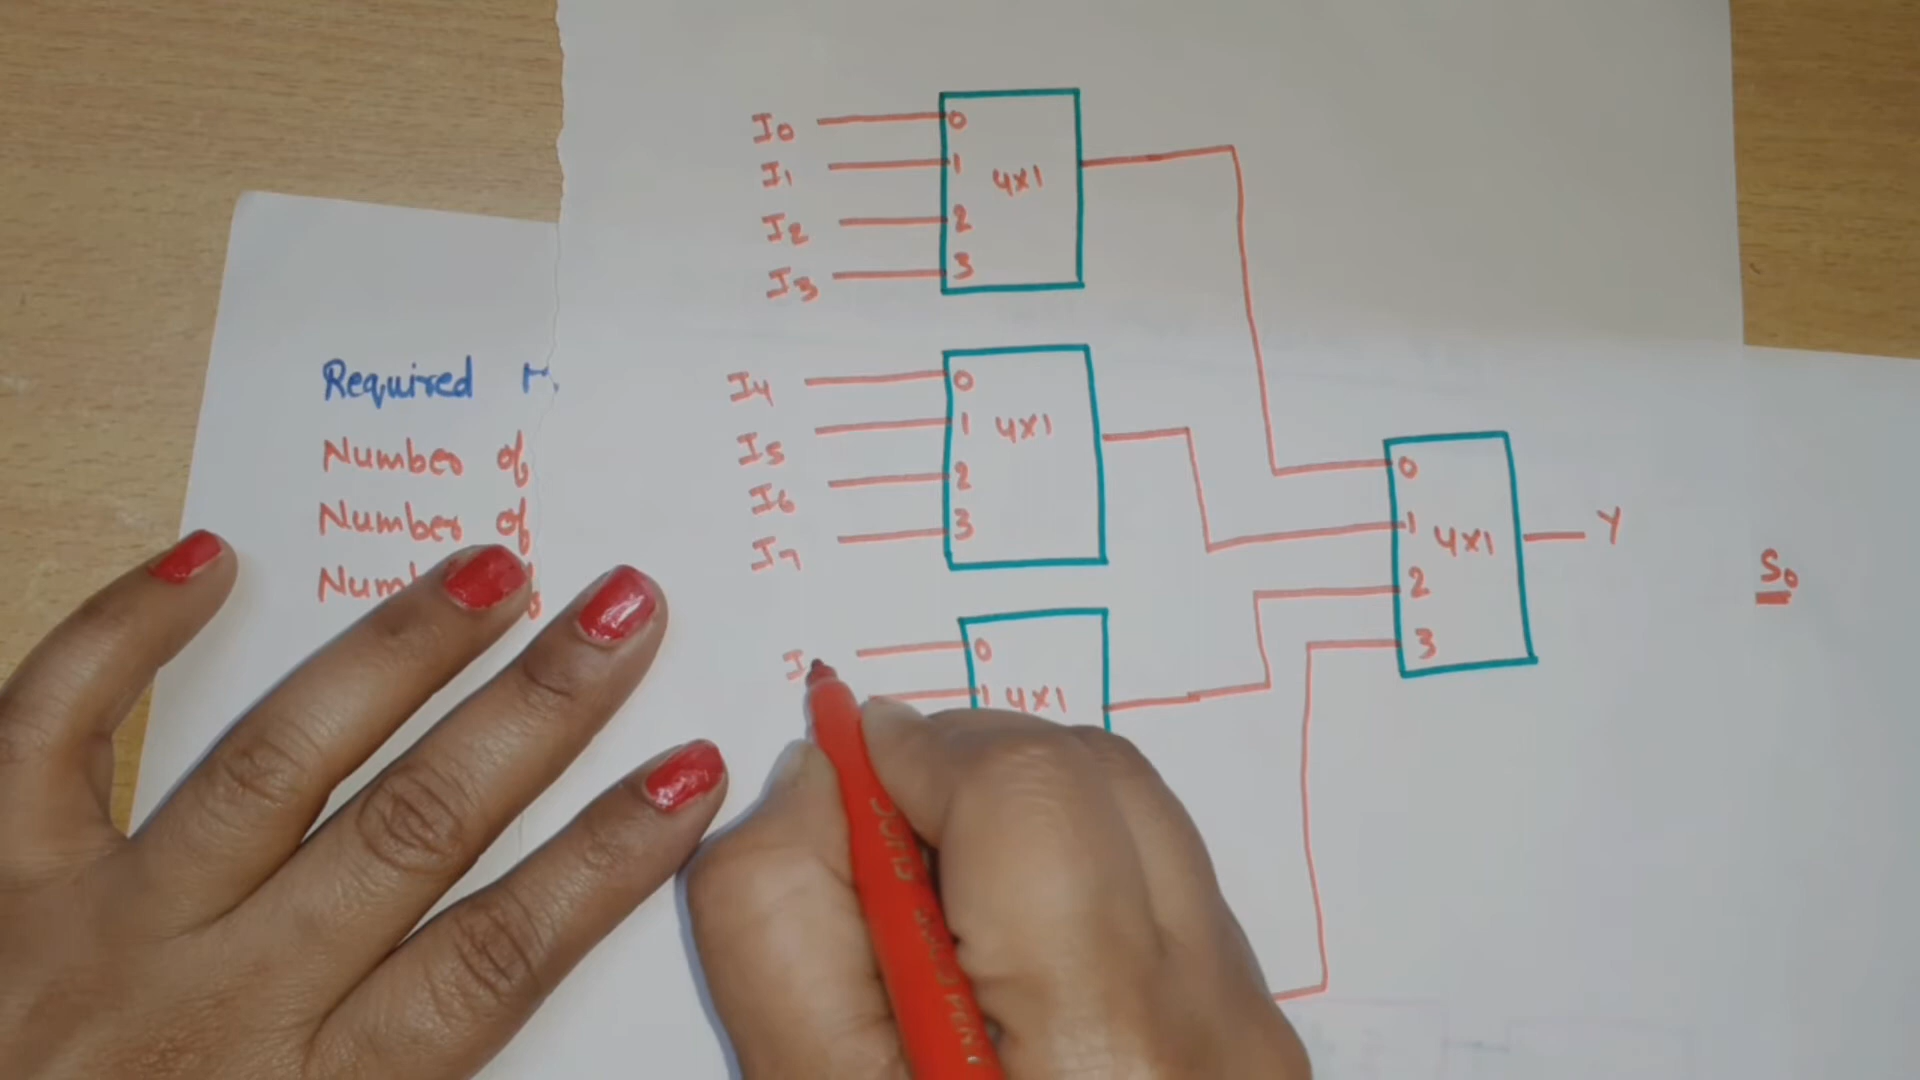 I0
I1
I2
I3
0
1
2
3
4x1
Required
Number of
Number of
I4
I5
I6
I7
0
1
2
3
4x1
I
0
1
4x1
0
1
2
3
4x1
Y
S0